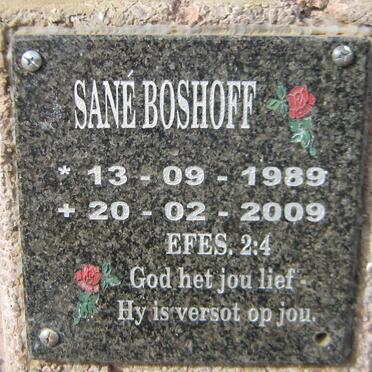 SANÉ BOSHOFF
* 13 - 09 - 1989
+ 20 - 02 - 2009
EFES. 2:4
God het jou lief -
Hy is versot op jou.